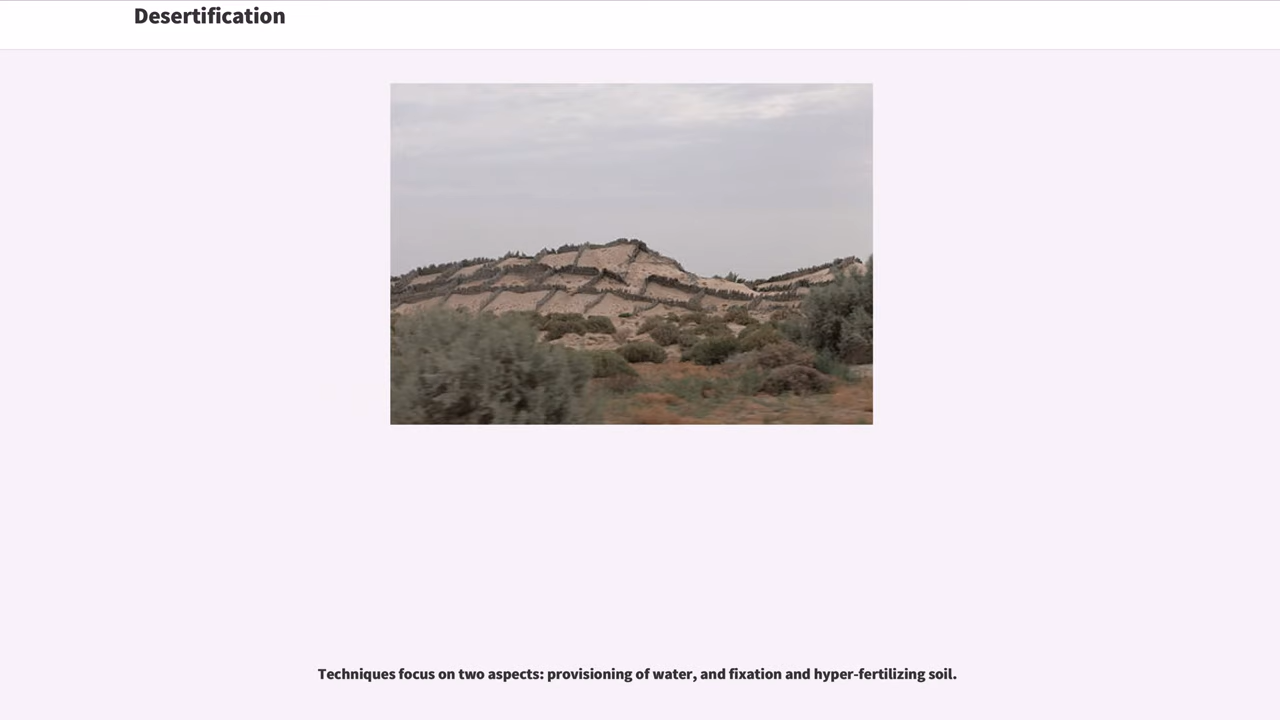 Desertification
Techniques focus on two aspects: provisioning of water, and fixation and hyper-fertilizing soil.